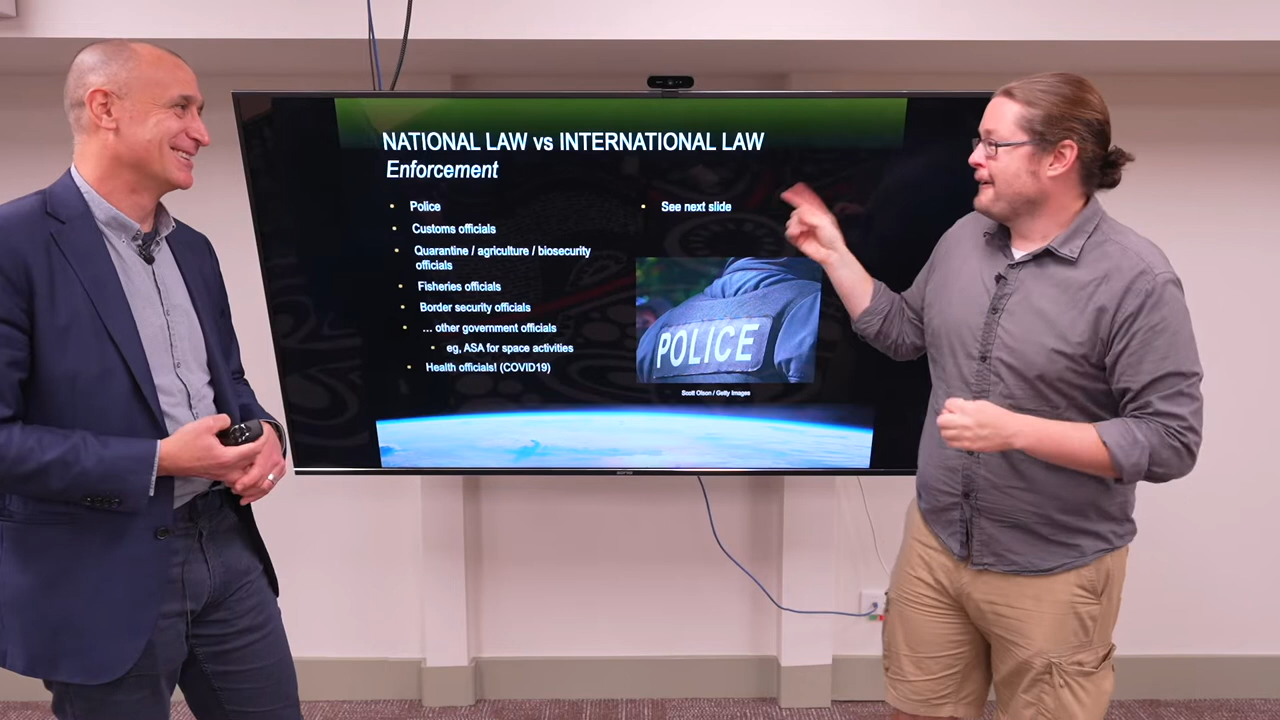 NATIONAL LAW vs INTERNATIONAL LAW
Enforcement
• Police
• Customs officials
• Quarantine / agriculture / biosecurity
officials
• Fisheries officials
• Border security officials
• ... other government officials
• eg, ASA for space activities
• Health officials! (COVID19)
• See next slide
POLICE
Scott Olson / Getty Images